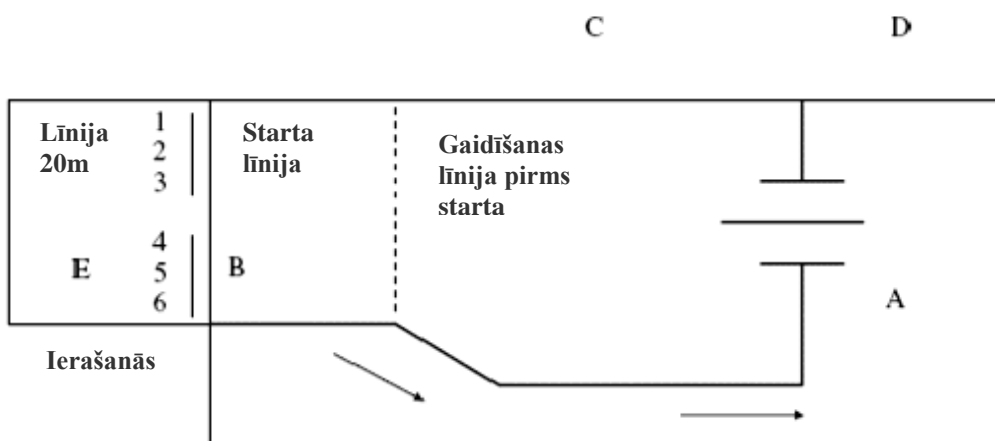 C
D
Līnija
20m
1
2
3
Starta
līnija
Gaidīšanas
līnija pirms
starta
4
5
6
E
B
A
Ierašanās